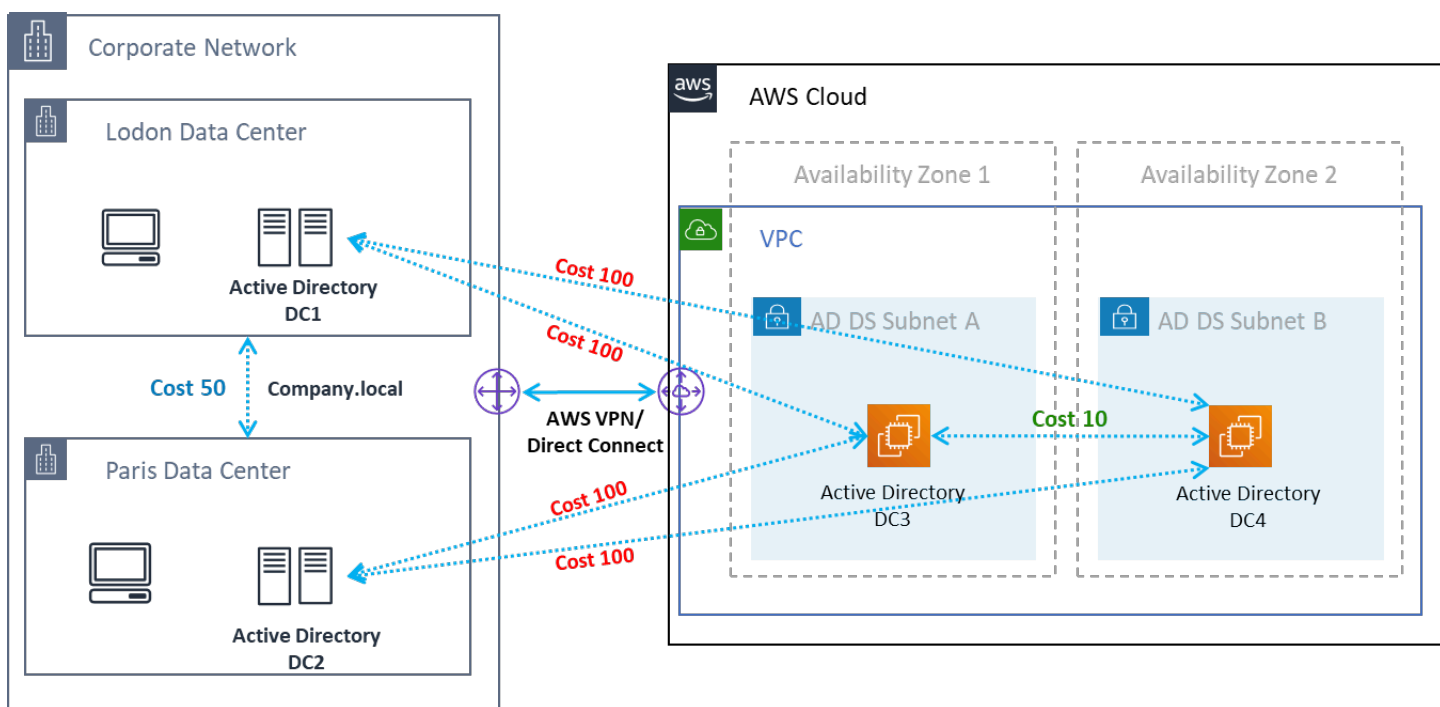 Corporate Network
Lodon Data Center
Active Directory
DC1
Cost 50
Company.local
Paris Data Center
Active Directory
DC2
AWS VPN/
Direct Connect
Cost 100
Cost 100
Cost 100
Cost 100
aws
AWS Cloud
Availability Zone 1
Availability Zone 2
VPC
AD DS Subnet A
AD DS Subnet B
Cost 10
Active Directory
DC3
Active Directory
DC4